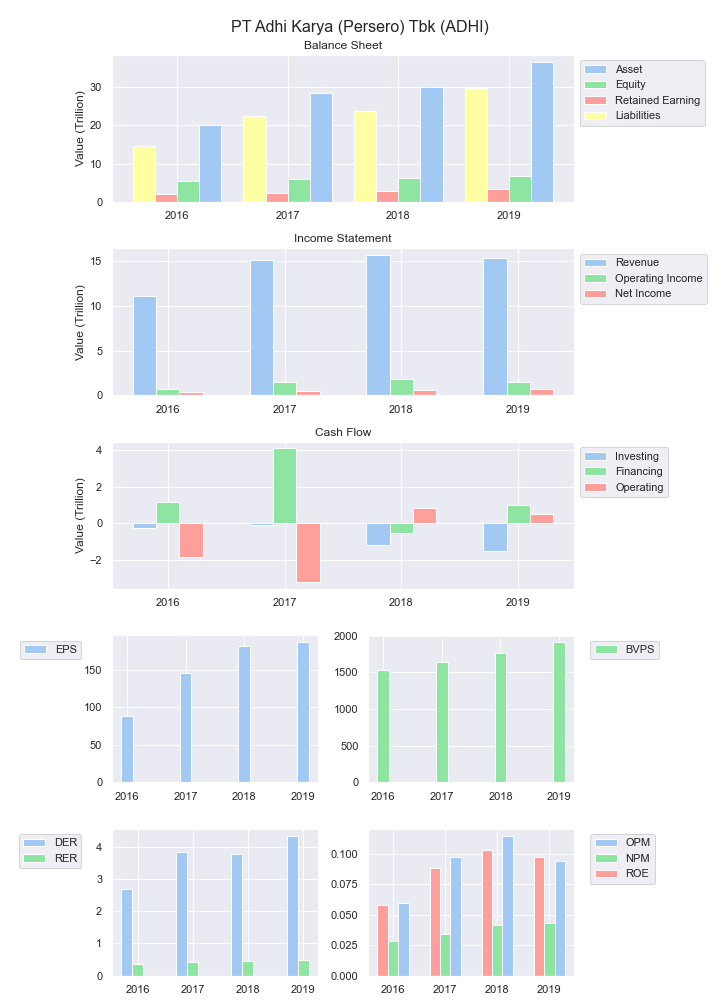 PT Adhi Karya (Persero) Tbk (ADHI)
Balance Sheet
Value (Trillion)
30
20
10
0
2016 2017 2018 2019
Asset
Equity
Retained Earning
Liabilities
Income Statement
Value (Trillion)
15
10
5
0
2016 2017 2018 2019
Revenue
Operating Income
Net Income
Cash Flow
Value (Trillion)
4
2
0
−2
2016 2017 2018 2019
Investing
Financing
Operating
EPS
150
100
50
0
2016 2017 2018 2019
2000
1500
1000
500
0
2016 2017 2018 2019
BVPS
DER
RER
4
3
2
1
0
2016 2017 2018 2019
0.100
0.075
0.050
0.025
0.000
2016 2017 2018 2019
OPM
NPM
ROE